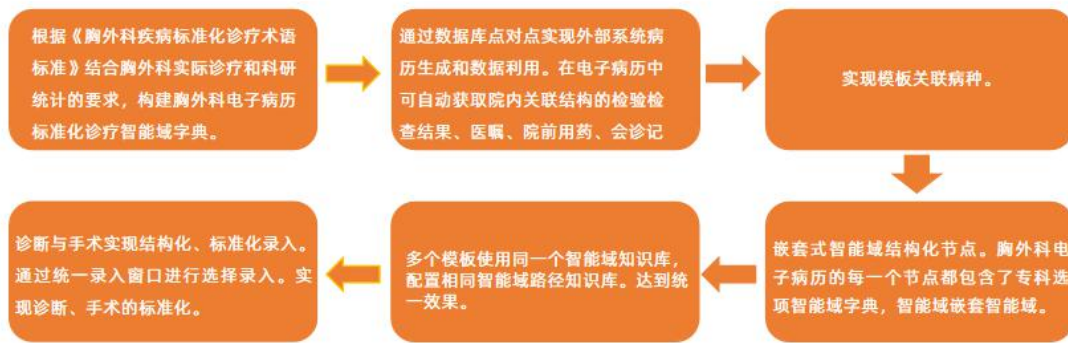 根据《胸外科疾病标准化诊疗术语
标准》结合胸外科实际诊疗和科研
统计的要求，构建胸外科电子病历
标准化诊疗智能域字典。
通过数据库点对点实现外部系统病
历生成和数据利用。在电子病历中
可自动获取院内关联结构的检验检
查结果、医嘱、院前用药、会诊记
实现模板关联病种。
嵌套式智能域结构化节点。胸外科电
子病历的每一个节点都包含了专科选
项智能域字典，智能域嵌套智能域。
多个模板使用同一个智能域知识库，
配置相同智能域路径知识库。达到统
一效果。
诊断与手术实现结构化、标准化录入。
通过统一录入窗口进行选择录入。实
现诊断、手术的标准化。